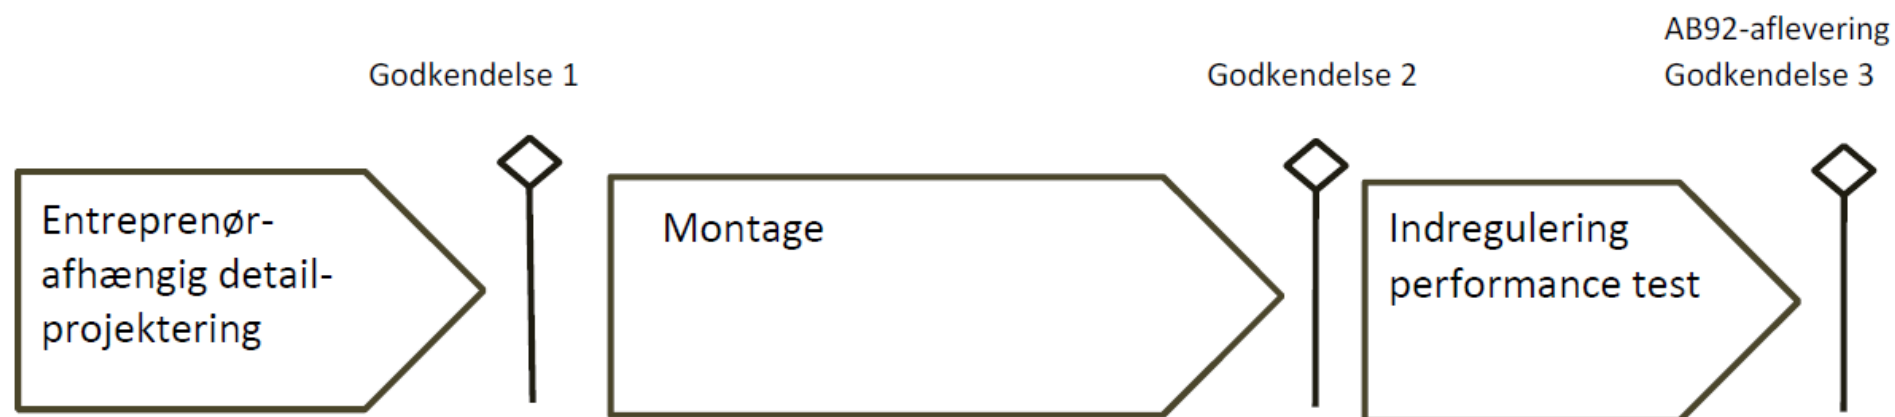 AB92-aflevering
Godkendelse 1
Godkendelse 2
Godkendelse 3
Entreprenør-
afhængig detail-
projektering
Montage
Indregulering
performance test